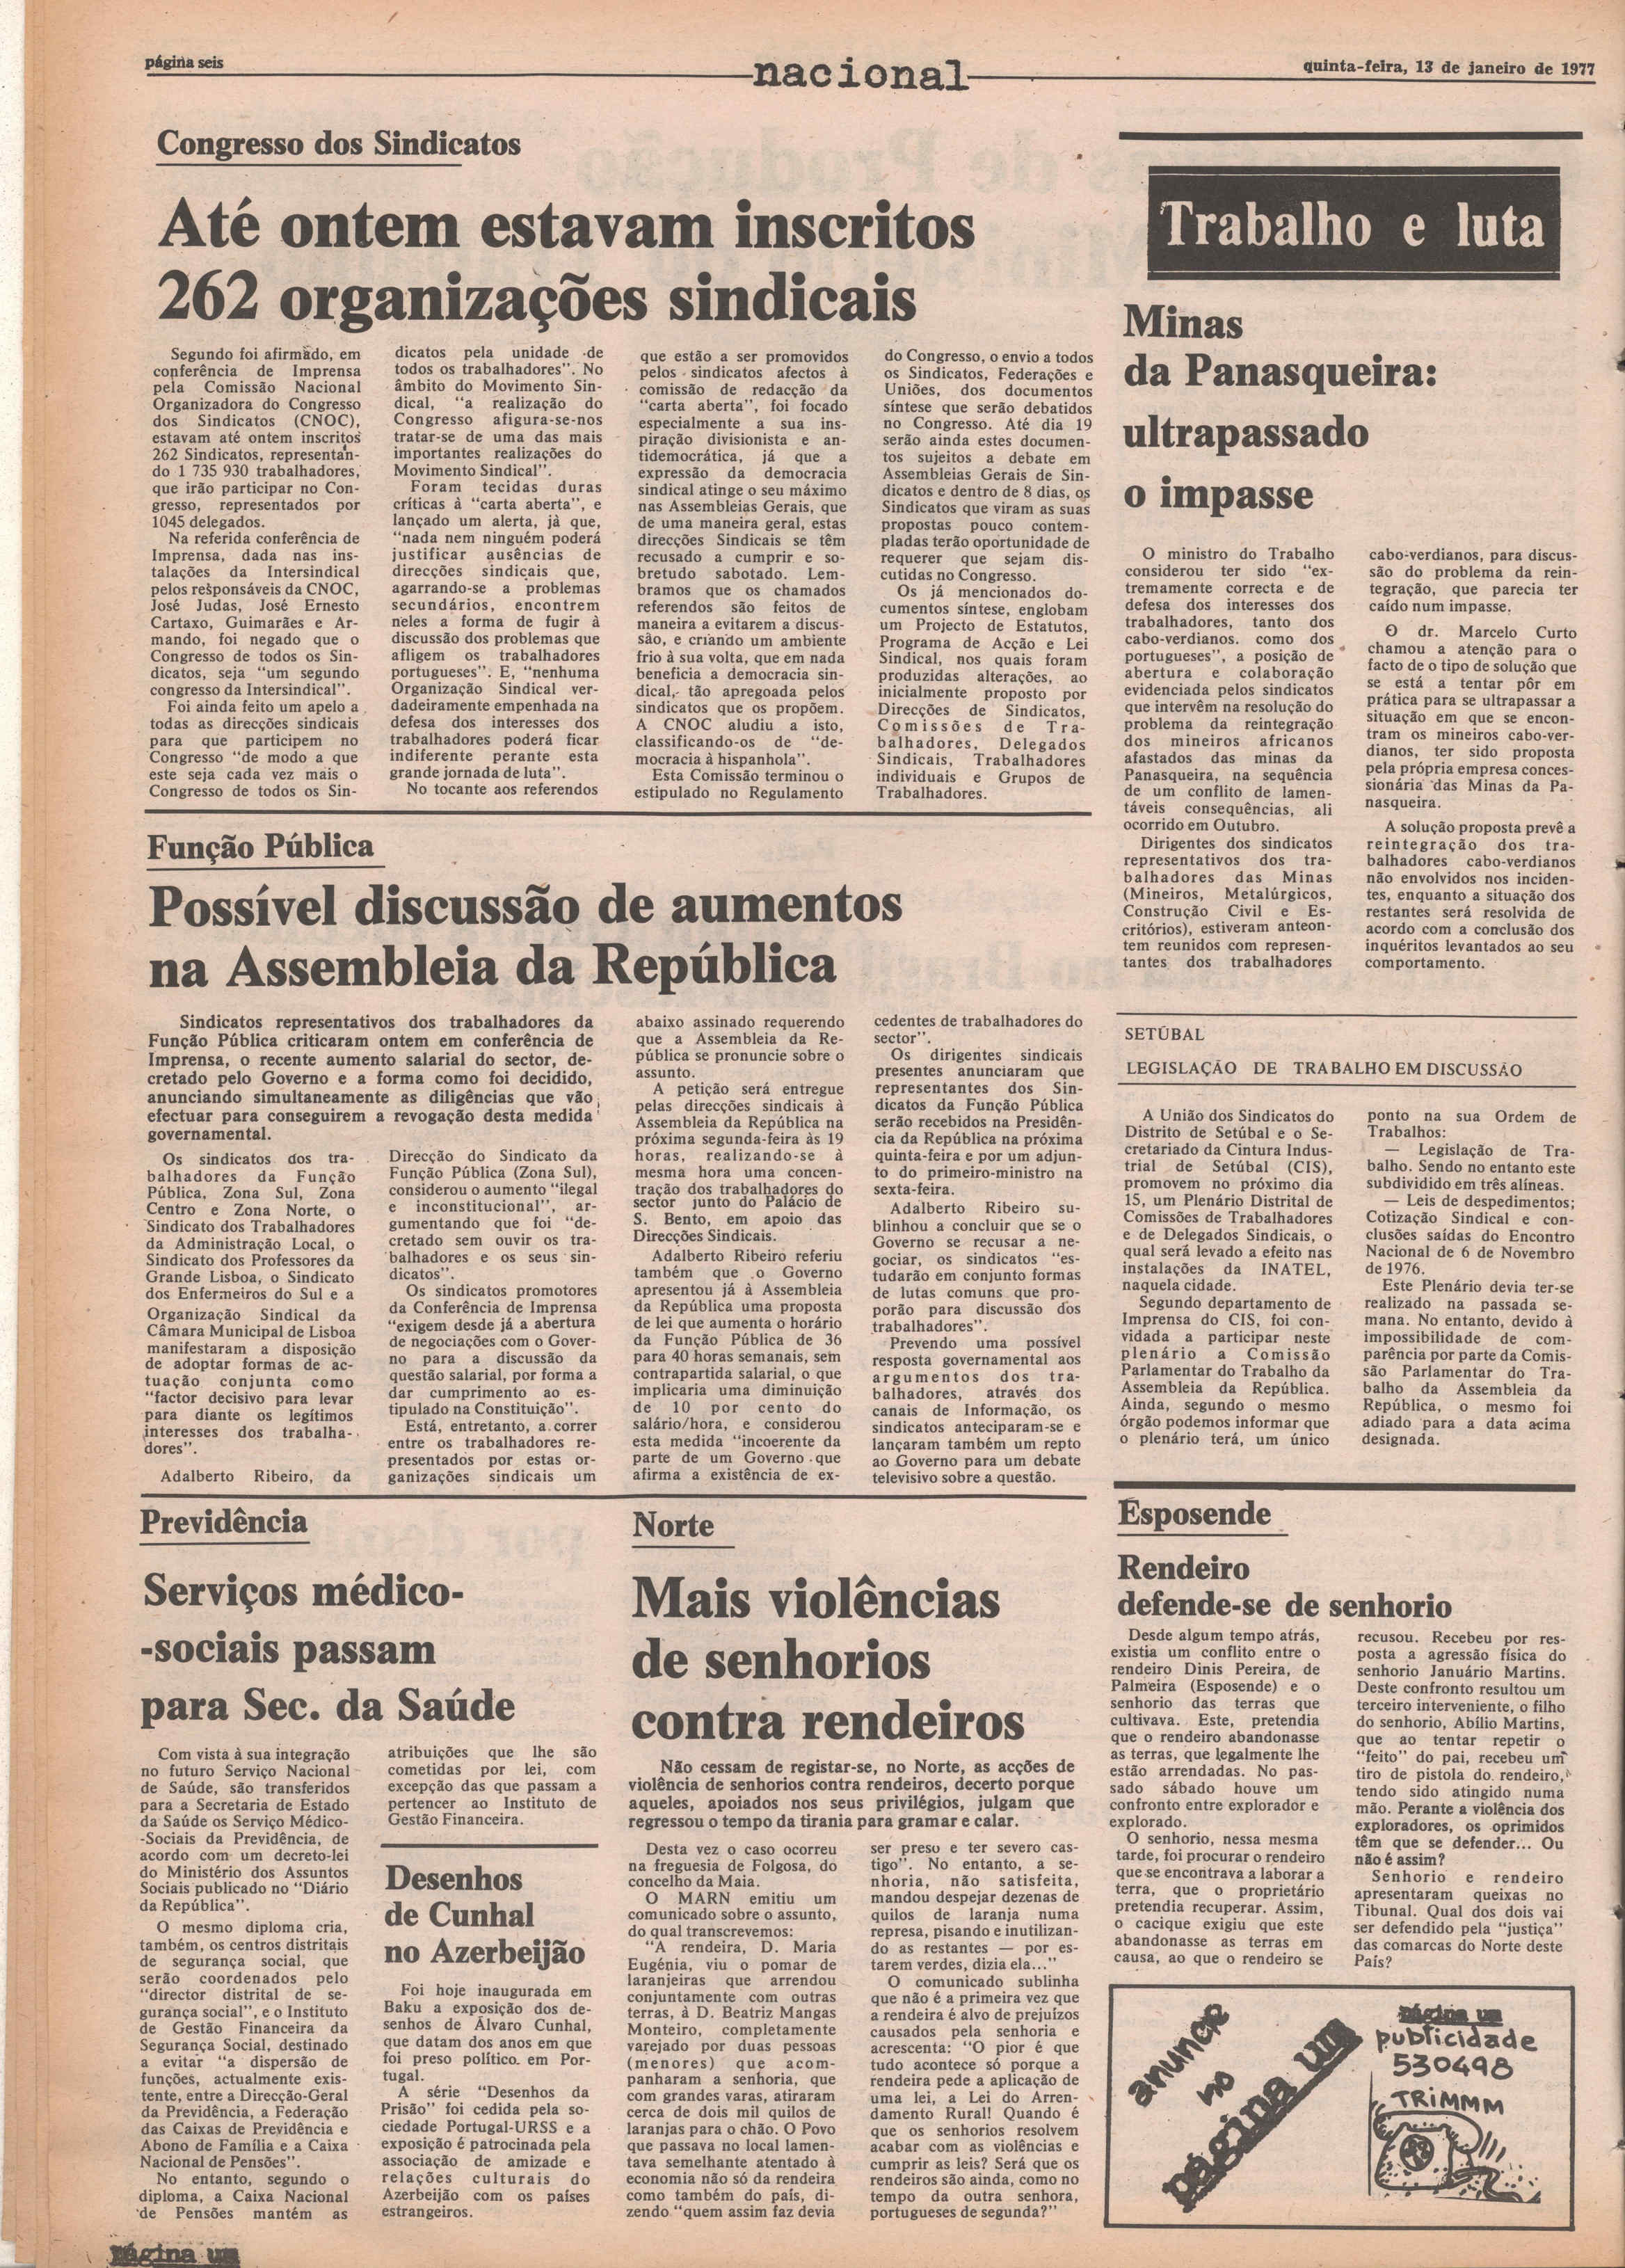 página seis
nacional
quinta-feira, 13 de janeiro de 1977
Congresso dos Sindicatos
Até ontem estavam inscritos
262 organizações sindicais
Segundo foi afirmado, em
conferência de Imprensa
pela Comissão Nacional
Organizadora do Congresso
dos Sindicatos (CNOC),
estavam até ontem inscritos
262 Sindicatos, representan-
do 1 735 930 trabalhadores,
que irão participar no Con-
gresso, representados por
1045 delegados.
Na referida conferência de
Imprensa, dada nas ins-
talações da Intersindical
pelos responsáveis da CNOC,
José Judas, José Ernesto
Cartaxo, Guimarães e Ar-
mando, foi negado que o
Congresso de todos os Sin-
dicatos, seja "um segundo
congresso da Intersindical".
Foi ainda feito um apelo a
todas as direcções sindicais
para que participem no
Congresso "de modo a que
este seja cada vez mais o
Congresso de todos os Sin-
dicatos pela unidade de
todos os trabalhadores". No
âmbito do Movimento Sin-
dical, "a realização do
Congresso afigura-se-nos
tratar-se de uma das mais
importantes realizações do
Movimento Sindical".
Foram tecidas duras
críticas à "carta aberta", e
lançado um alerta, jà que,
"nada nem ninguém poderá
justificar ausências de
direcções sindicais que,
agarrando-se a problemas
secundários, encontrem
neles a forma de fugir à
discussão dos problemas que
afligem os trabalhadores
portugueses". E, "nenhuma
Organização Sindical ver-
dadeiramente empenhada na
defesa dos interesses dos
trabalhadores poderá ficar
indiferente perante esta
grande jornada de luta".
No tocante aos referendos
que estão a ser promovidos
pelos sindicatos afectos à
comissão de redacção da
"carta aberta", foi focado
especialmente a sua ins-
piração divisionista e an-
tidemocrática, já que a
expressão da democracia
sindical atinge o seu máximo
nas Assembleias Gerais, que
de uma maneira geral, estas
direcções Sindicais se têm
recusado a cumprir e so-
bretudo sabotado. Lem-
bramos que os chamados
referendos são feitos de
maneira a evitarem a discus-
são, e criando um ambiente
frio à sua volta, que em nada
beneficia a democracia sin-
dical, tão apregoada pelos
sindicatos que os propõem.
A CNOC aludiu a isto,
classificando-os de "de-
mocracia à hispanhola".
Esta Comissão terminou o
estipulado no Regulamento
do Congresso, o envio a todos
os Sindicatos, Federações e
Uniões, dos documentos
síntese que serão debatidos
no Congresso. Até dia 19
serão ainda estes documen-
tos sujeitos a debate em
Assembleias Gerais de Sin-
dicatos e dentro de 8 dias, os
Sindicatos que viram as suas
propostas pouco contem-
pladas terão oportunidade de
requerer que sejam dis-
cutidas no Congresso.
Os já mencionados do-
cumentos síntese, englobam
um Projecto de Estatutos,
Programa de Acção e Lei
Sindical, nos quais foram
produzidas alterações, ao
inicialmente proposto por
Direcções de Sindicatos,
Comissões de Tra-
balhadores, Delegados
Sindicais, Trabalhadores
individuais e Grupos de
Trabalhadores.
Trabalho e luta
Minas
da Panasqueira:
ultrapassado
o impasse
O ministro do Trabalho
considerou ter sido "ex-
tremamente correcta e de
defesa dos interesses dos
trabalhadores, tanto dos
cabo-verdianos. como dos
portugueses", a posição de
abertura e colaboração
evidenciada pelos sindicatos
que intervêm na resolução do
problema da reintegração
dos mineiros africanos
afastados das minas da
Panasqueira, na sequência
de um conflito de lamen-
táveis consequências, ali
ocorrido em Outubro.
Dirigentes dos sindicatos
representativos dos tra-
balhadores das Minas
(Mineiros, Metalúrgicos,
Construção Civil e Es-
critórios), estiveram anteon-
tem reunidos com represen-
tantes dos trabalhadores
cabo-verdianos, para discus-
são do problema da rein-
tegração, que parecia ter
caído num impasse.
O dr. Marcelo Curto
chamou a atenção para o
facto de o tipo de solução que
se está a tentar pôr em
prática para se ultrapassar a
situação em que se encon-
tram os mineiros cabo-ver-
dianos, ter sido proposta
pela própria empresa conces-
sionária das Minas da Pa-
nasqueira.
A solução proposta prevê a
reintegração dos tra-
balhadores cabo-verdianos
não envolvidos nos inciden-
tes, enquanto a situação dos
restantes será resolvida de
acordo com a conclusão dos
inquéritos levantados ao seu
comportamento.
Função Pública
Possível discussão de aumentos
na Assembleia da República
Sindicatos representativos dos trabalhadores da
Função Pública criticaram ontem em conferência de
Imprensa, o recente aumento salarial do sector, de-
cretado pelo Governo e a forma como foi decidido,
anunciando simultaneamente as diligências que vão
efectuar para conseguirem a revogação desta medida
governamental.
Os sindicatos dos tra-
balhadores da Função
Pública, Zona Sul, Zona
Centro e Zona Norte, o
Sindicato dos Trabalhadores
da Administração Local, o
Sindicato dos Professores da
Grande Lisboa, o Sindicato
dos Enfermeiros do Sul e a
Organização Sindical da
Câmara Municipal de Lisboa
manifestaram a disposição
de adoptar formas de ac-
tuação conjunta como
"factor decisivo para levar
para diante os legítimos
interesses dos trabalha-
dores".
Adalberto Ribeiro, da
Direcção do Sindicato da
Função Pública (Zona Sul),
considerou o aumento "ilegal
e inconstitucional", ar-
gumentando que foi "de-
cretado sem ouvir os tra-
balhadores e os seus sin-
dicatos".
Os sindicatos promotores
da Conferência de Imprensa
"exigem desde já a abertura
de negociações com o Gover-
no para a discussão da
questão salarial, por forma a
dar cumprimento ao es-
tipulado na Constituição".
Está, entretanto, a correr
entre os trabalhadores re-
presentados por estas or-
ganizações sindicais um
abaixo assinado requerendo
que a Assembleia da Re-
pública se pronuncie sobre o
assunto.
A petição será entregue
pelas direcções sindicais à
Assembleia da República na
próxima segunda-feira às 19
horas, realizando-se à
mesma hora uma concen-
tração dos trabalhadores do
sector junto do Palácio de
S. Bento, em apoio das
Direcções Sindicais.
Adalberto Ribeiro referiu
também que o Governo
apresentou já à Assembleia
da República uma proposta
de lei que aumenta o horário
da Função Pública de 36
para 40 horas semanais, sem
contrapartida salarial, o que
implicaria uma diminuição
de 10 por cento do
salário/hora, e considerou
esta medida "incoerente da
parte de um Governo que
afirma a existência de ex-
cedentes de trabalhadores do
sector".
Os dirigentes sindicais
presentes anunciaram que
representantes dos Sin-
dicatos da Função Pública
serão recebidos na Presidên-
cia da República na próxima
quinta-feira e por um adjun-
to do primeiro-ministro na
sexta-feira.
Adalberto Ribeiro su-
blinhou a concluir que se o
Governo se recusar a ne-
gociar, os sindicatos "es-
tudarão em conjunto formas
de lutas comuns que pro-
porão para discussão dos
trabalhadores".
Prevendo uma possível
resposta governamental aos
argumentos dos tra-
balhadores, através dos
canais de Informação, os
sindicatos anteciparam-se e
lançaram também um repto
ao Governo para um debate
televisivo sobre a questão.
SETÚBAL
LEGISLAÇÃO DE TRABALHO EM DISCUSSÃO
A União dos Sindicatos do
Distrito de Setúbal e o Se-
cretariado da Cintura Indus-
trial de Setúbal (CIS),
promovem no próximo dia
15, um Plenário Distrital de
Comissões de Trabalhadores
e de Delegados Sindicais, o
qual será levado a efeito nas
instalações da INATEL,
naquela cidade.
Segundo departamento de
Imprensa do CIS, foi con-
vidada a participar neste
plenário a Comissão
Parlamentar do Trabalho da
Assembleia da República.
Ainda, segundo o mesmo
órgão podemos informar que
o plenário terá, um único
ponto na sua Ordem de
Trabalhos:
— Legislação de Tra-
balho. Sendo no entanto este
subdividido em três alíneas.
— Leis de despedimentos;
Cotização Sindical e con-
clusões saídas do Encontro
Nacional de 6 de Novembro
de 1976.
Este Plenário devia ter-se
realizado na passada se-
mana. No entanto, devido à
impossibilidade de com-
parência por parte da Comis-
são Parlamentar do Tra-
balho da Assembleia da
República, o mesmo foi
adiado para a data acima
designada.
Previdência
Serviços médico-
-sociais passam
para Sec. da Saúde
Com vista à sua integração
no futuro Serviço Nacional
de Saúde, são transferidos
para a Secretaria de Estado
da Saúde os Serviço Médico-
-Sociais da Previdência, de
acordo com um decreto-lei
do Ministério dos Assuntos
Sociais publicado no "Diário
da República".
O mesmo diploma cria,
também, os centros distritais
de segurança social, que
serão coordenados pelo
"director distrital de se-
gurança social", e o Instituto
de Gestão Financeira da
Segurança Social, destinado
a evitar "a dispersão de
funções, actualmente exis-
tente, entre a Direcção-Geral
da Previdência, a Federação
das Caixas de Previdência e
Abono de Família e a Caixa
Nacional de Pensões".
No entanto, segundo o
diploma, a Caixa Nacional
de Pensões mantém as
atribuições que lhe são
cometidas por lei, com
excepção das que passam a
pertencer ao Instituto de
Gestão Financeira.
Desenhos
de Cunhal
no Azerbeijão
Foi hoje inaugurada em
Baku a exposição dos de-
senhos de Álvaro Cunhal,
que datam dos anos em que
foi preso político em Por-
tugal.
A série "Desenhos da
Prisão" foi cedida pela so-
ciedade Portugal-URSS e a
exposição é patrocinada pela
associação de amizade e
relações culturais do
Azerbeijão com os países
estrangeiros.
Norte
Mais violências
de senhorios
contra rendeiros
Não cessam de registar-se, no Norte, as acções de
violência de senhorios contra rendeiros, decerto porque
aqueles, apoiados nos seus privilégios, julgam que
regressou o tempo da tirania para gramar e calar.
Desta vez o caso ocorreu
na freguesia de Folgosa, do
concelho da Maia.
O MARN emitiu um
comunicado sobre o assunto,
do qual transcrevemos:
"A rendeira, D. Maria
Eugénia, viu o pomar de
laranjeiras que arrendou
conjuntamente com outras
terras, à D. Beatriz Mangas
Monteiro, completamente
varejado por duas pessoas
(menores) que acom-
panharam a senhoria, que
com grandes varas, atiraram
cerca de dois mil quilos de
laranjas para o chão. O Povo
que passava no local lamen-
tava semelhante atentado à
economia não só da rendeira
como também do país, di-
zendo "quem assim faz devia
ser preso e ter severo cas-
tigo". No entanto, a se-
nhoria, não satisfeita,
mandou despejar dezenas de
quilos de laranja numa
represa, pisando e inutilizan-
do as restantes — por es-
tarem verdes, dizia ela..."
O comunicado sublinha
que não é a primeira vez que
a rendeira é alvo de prejuízos
causados pela senhoria e
acrescenta: "O pior é que
tudo acontece só porque a
rendeira pede a aplicação de
uma lei, a Lei do Arren-
damento Rural! Quando é
que os senhorios resolvem
acabar com as violências e
cumprir as leis? Será que os
rendeiros são ainda, como no
tempo da outra senhora,
portugueses de segunda?"
Esposende
Rendeiro
defende-se de senhorio
Desde algum tempo atrás,
existia um conflito entre o
rendeiro Dinis Pereira, de
Palmeira (Esposende) e o
senhorio das terras que
cultivava. Este, pretendia
que o rendeiro abandonasse
as terras, que legalmente lhe
estão arrendadas. No pas-
sado sábado houve um
confronto entre explorador e
explorado.
O senhorio, nessa mesma
tarde, foi procurar o rendeiro
que se encontrava a laborar a
terra, que o proprietário
pretendia recuperar. Assim,
o cacique exigiu que este
abandonasse as terras em
causa, ao que o rendeiro se
recusou. Recebeu por res-
posta a agressão física do
senhorio Januário Martins.
Deste confronto resultou um
terceiro interveniente, o filho
do senhorio, Abílio Martins,
que ao tentar repetir o
"feito" do pai, recebeu um
tiro de pistola do rendeiro,
tendo sido atingido numa
mão. Perante a violência dos
exploradores, os oprimidos
têm que se defender... Ou
não é assim?
Senhorio e rendeiro
apresentaram queixas no
Tribunal. Qual dos dois vai
ser defendido pela "justiça"
das comarcas do Norte deste
País?
anuncie
no
página um
página um
publicidade
530498
TRIMMM
página um